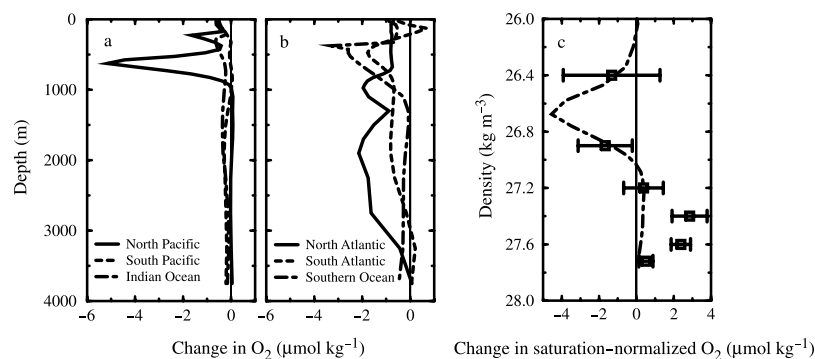 0
1000
2000
3000
4000
Depth (m)
a
North Pacific
South Pacific
Indian Ocean
−6 −4 −2 0
b
North Atlantic
South Atlantic
Southern Ocean
−6 −4 −2 0
Change in O2 (μmol kg−1)
c
26.0
26.4
26.8
27.2
27.6
28.0
Density (kg m−3)
−4 −2 0 2 4
Change in saturation−normalized O2 (μmol kg−1)